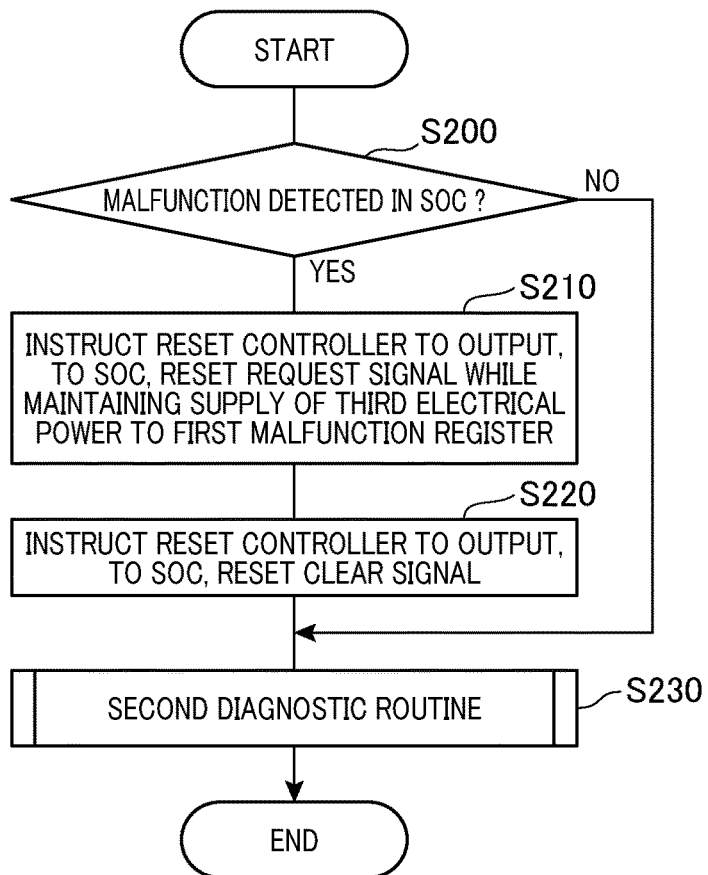 START
S200
MALFUNCTION DETECTED IN SOC ?
NO
YES
S210
INSTRUCT RESET CONTROLLER TO OUTPUT,
TO SOC, RESET REQUEST SIGNAL WHILE
MAINTAINING SUPPLY OF THIRD ELECTRICAL
POWER TO FIRST MALFUNCTION REGISTER
S220
INSTRUCT RESET CONTROLLER TO OUTPUT,
TO SOC, RESET CLEAR SIGNAL
SECOND DIAGNOSTIC ROUTINE
S230
END